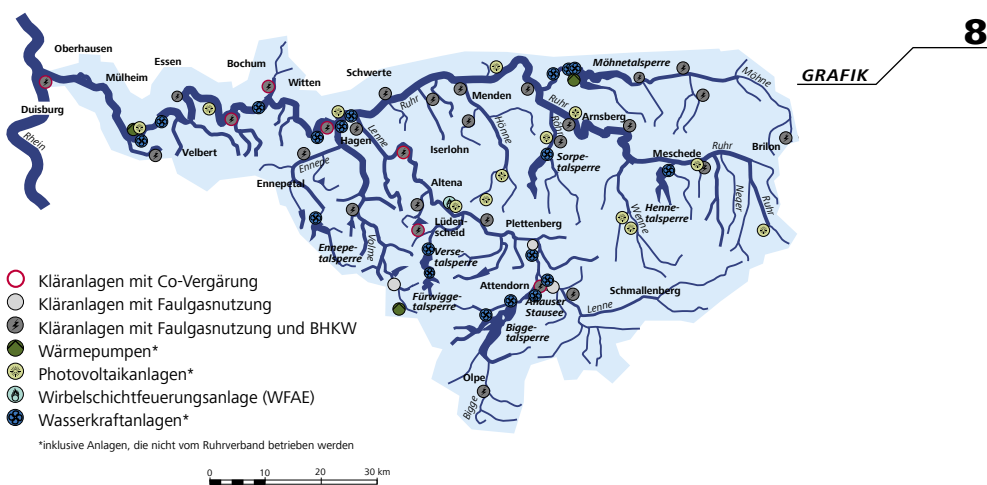 8
GRAFIK
Oberhausen
Essen
Bochum
Mülheim
Witten
Schwerte
Möhnetalsperre
Möhne
Duisburg
Rhein
Ruhr
Menden
Ruhr
Arnsberg
Röhr
Hönne
Lenne
Hagen
Iserlohn
Velbert
Ennepe
Ennepetal
Sorpe-
talsperre
Meschede
Ruhr
Brilon
Altena
Henne-
talsperre
Wenne
Neger
Ruhr
Lüden-
scheid
Plettenberg
Ennepe-
talsperre
Volme
Verse-
talsperre
Attendorn
Ahauser
Stausee
Schmallenberg
Lenne
Fürwigge-
talsperre
Bigge-
talsperre
Olpe
Bigge
Kläranlagen mit Co-Vergärung
Kläranlagen mit Faulgasnutzung
Kläranlagen mit Faulgasnutzung und BHKW
Wärmepumpen*
Photovoltaikanlagen*
Wirbelschichtfeuerungsanlage (WFAE)
Wasserkraftanlagen*
*inklusive Anlagen, die nicht vom Ruhrverband betrieben werden
0 10 20 30 km